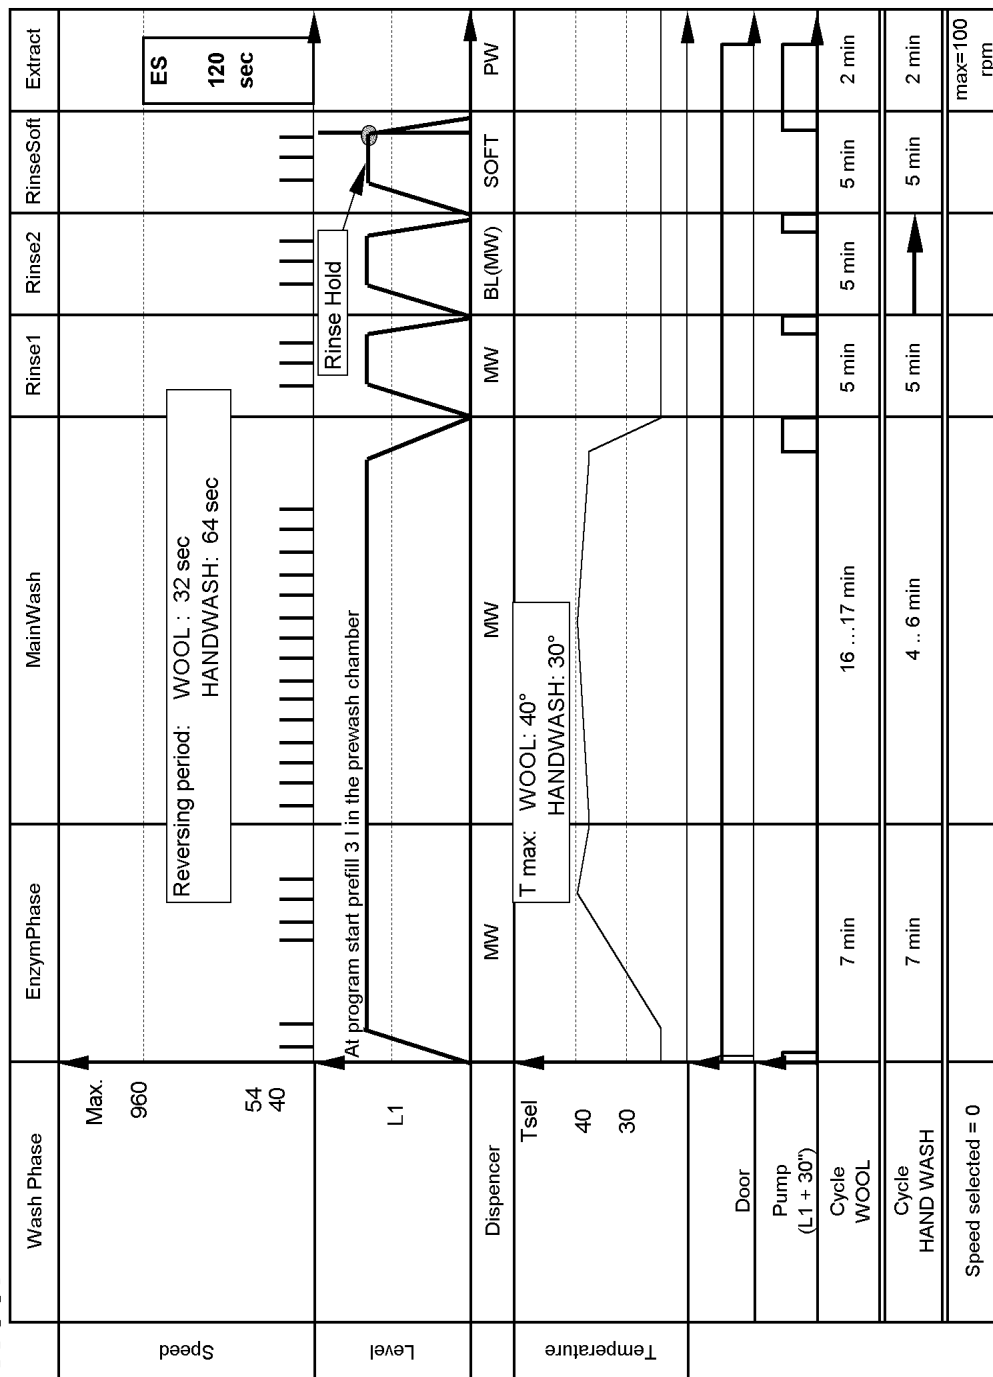 Wash Phase
EnzymPhase
MainWash
Rinse1
Rinse2
RinseSoft
Extract
Speed
Max.
960
54
40
Reversing period: WOOL : 32 sec
HANDWASH: 64 sec
ES
120
sec
Level
L1
At program start prefill 3 l in the prewash chamber
Rinse Hold
Dispencer
MW
MW
MW
BL(MW)
SOFT
PW
Temperature
Tsel
40
30
T max: WOOL: 40°
HANDWASH: 30°
Door
Pump
(L1 + 30")
Cycle
WOOL
7 min
16 ...17 min
5 min
5 min
5 min
2 min
Cycle
HAND WASH
7 min
4 .. 6 min
5 min
5 min
2 min
Speed selected = 0
max=100
rpm